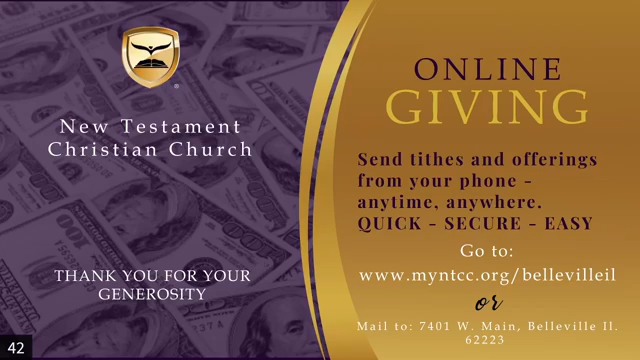 New Testament
Christian Church
THANK YOU FOR YOUR
GENEROSITY
42
ONLINE
GIVING
Send tithes and offerings
from your phone -
anytime, anywhere.
QUICK - SECURE - EASY
Go to:
www.myntcc.org/bellevilleil
or
Mail to: 7401 W. Main, Belleville Il.
62223